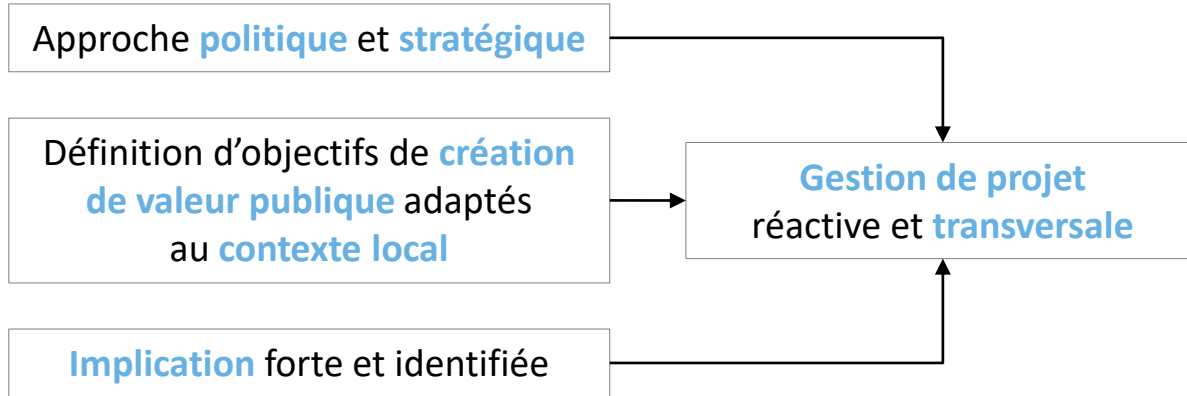 Approche politique et stratégique
Définition d’objectifs de création
de valeur publique adaptés
au contexte local
Gestion de projet
réactive et transversale
Implication forte et identifiée